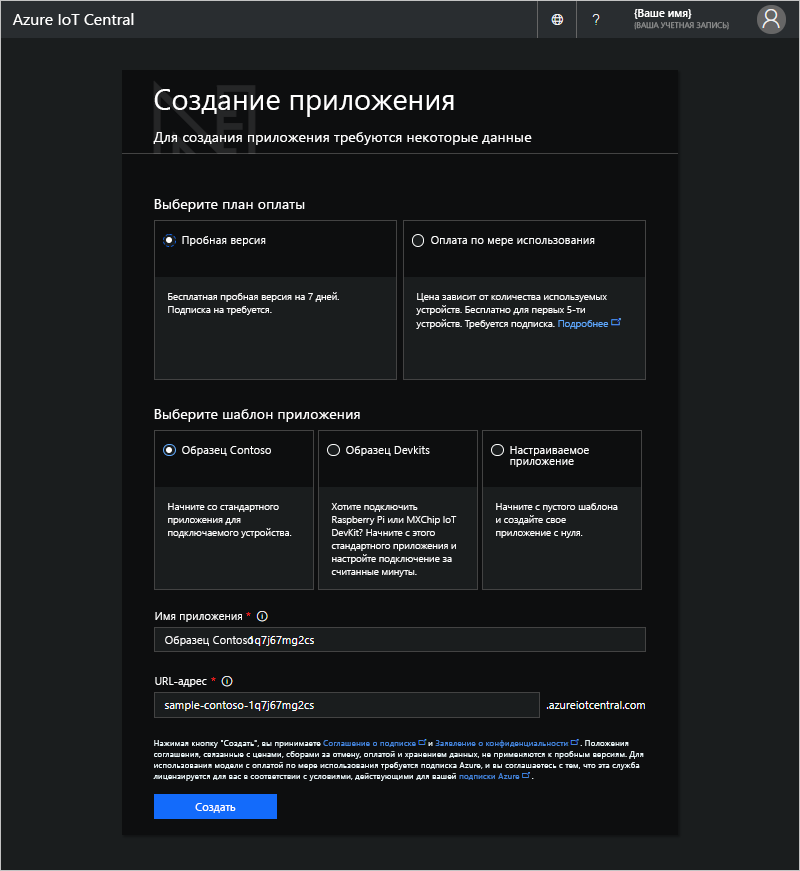 Azure IoT Central
?
{Ваше имя}
(ВАША УЧЕТНАЯ ЗАПИСЬ)
Создание приложения
Для создания приложения требуются некоторые данные
Выберите план оплаты
Пробная версия
Бесплатная пробная версия на 7 дней.
Подписка на требуется.
Оплата по мере использования
Цена зависит от количества используемых
устройств. Бесплатно для первых 5-ти
устройств. Требуется подписка. Подробнее
Выберите шаблон приложения
Образец Contoso
Начните со стандартного
приложения для
подключаемого устройства.
Образец Devkits
Хотите подключить
Raspberry Pi или MXChip IoT
DevKit? Начните с этого
стандартного приложения и
настройте подключение за
считанные минуты.
Настраиваемое
приложение
Начните с пустого шаблона
и создайте свое
приложение с нуля.
Имя приложения *
Образец Contoso1q7j67mg2cs
URL-адрес *
sample-contoso-1q7j67mg2cs
.azureiotcentral.com
Нажимая кнопку "Создать", вы принимаете Соглашение о подписке и Заявление о конфиденциальности. Положения
соглашения, связанные с ценами, сборами за отмену, оплатой и хранением данных, не применяются к пробным версиям. Для
использования модели с оплатой по мере использования требуется подписка Azure, и вы соглашаетесь с тем, что эта служба
лицензируется для вас в соответствии с условиями, действующими для вашей подписки Azure.
Создать